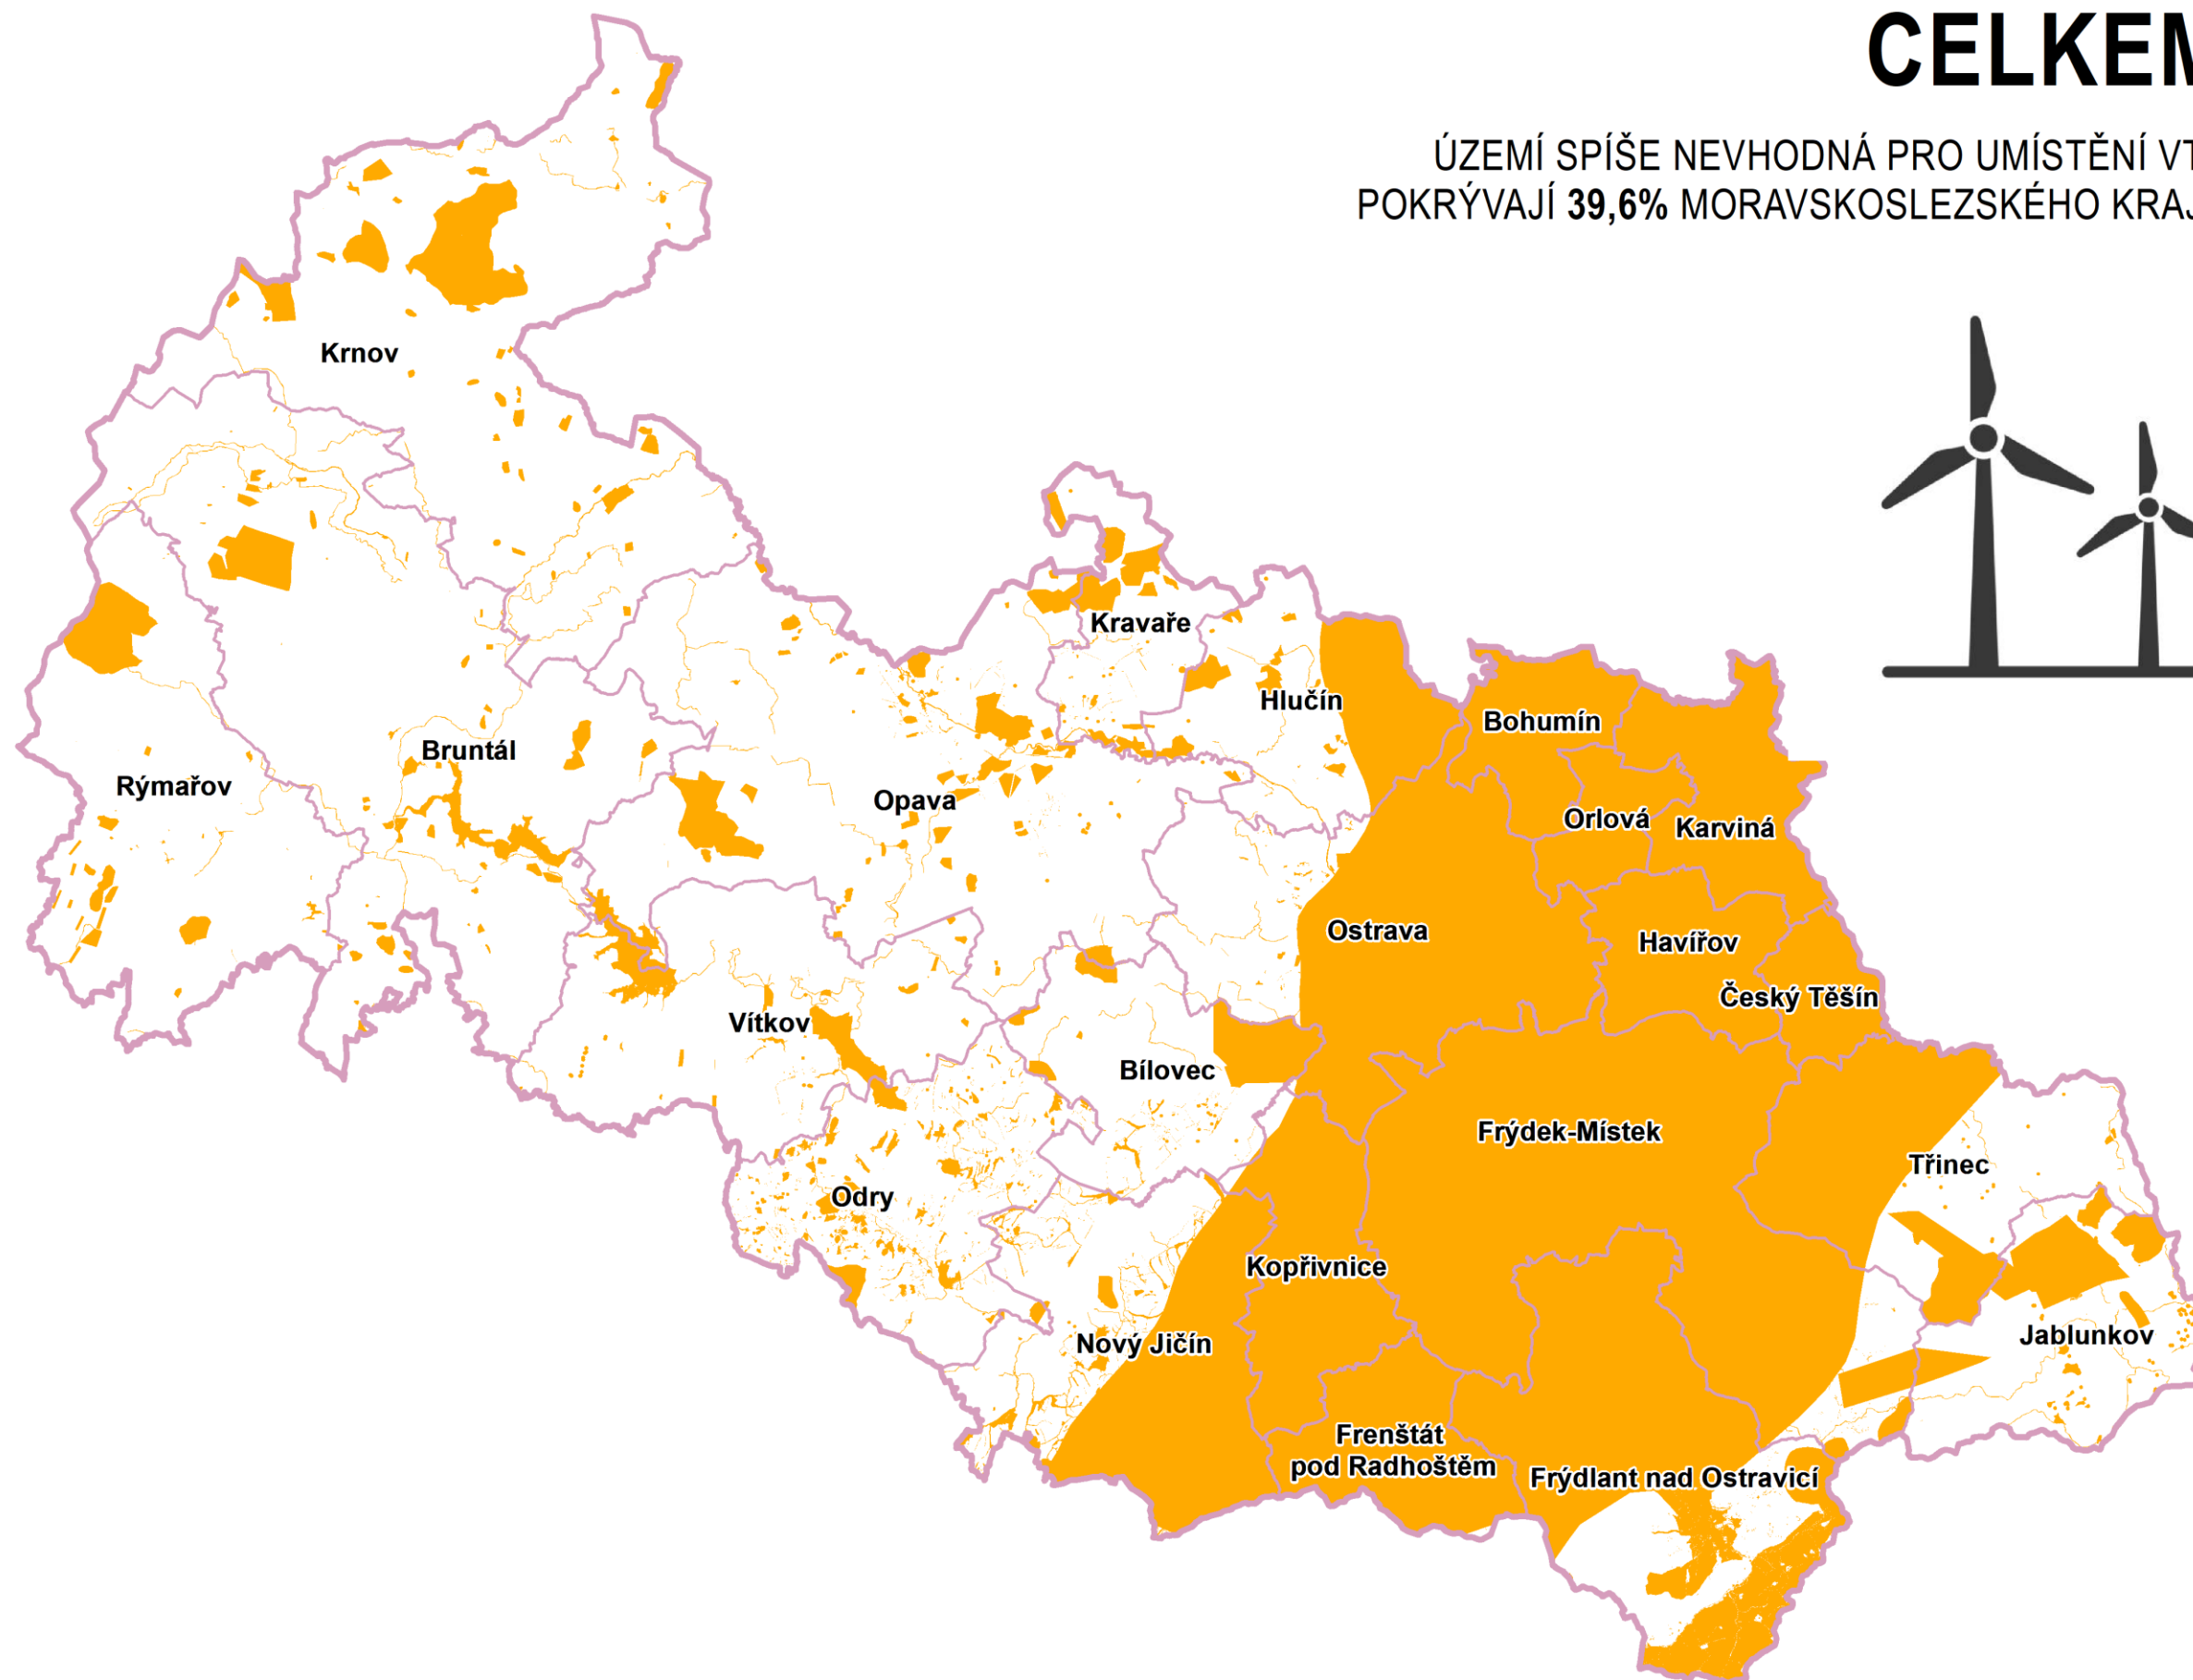 CELKEM
ÚZEMÍ SPÍŠE NEVHODNÁ PRO UMÍSTĚNÍ VT
POKRÝVAJÍ 39,6% MORAVSKOSLEZSKÉHO KRAJ
Krnov
Kravaře
Hlučín
Bohumín
Bruntál
Rýmařov
Opava
Orlová
Karviná
Ostrava
Havířov
Český Těšín
Vítkov
Bílovec
Frýdek-Místek
Třinec
Odry
Kopřivnice
Nový Jičín
Jablunkov
Frenštát
pod Radhoštěm
Frýdlant nad Ostravicí